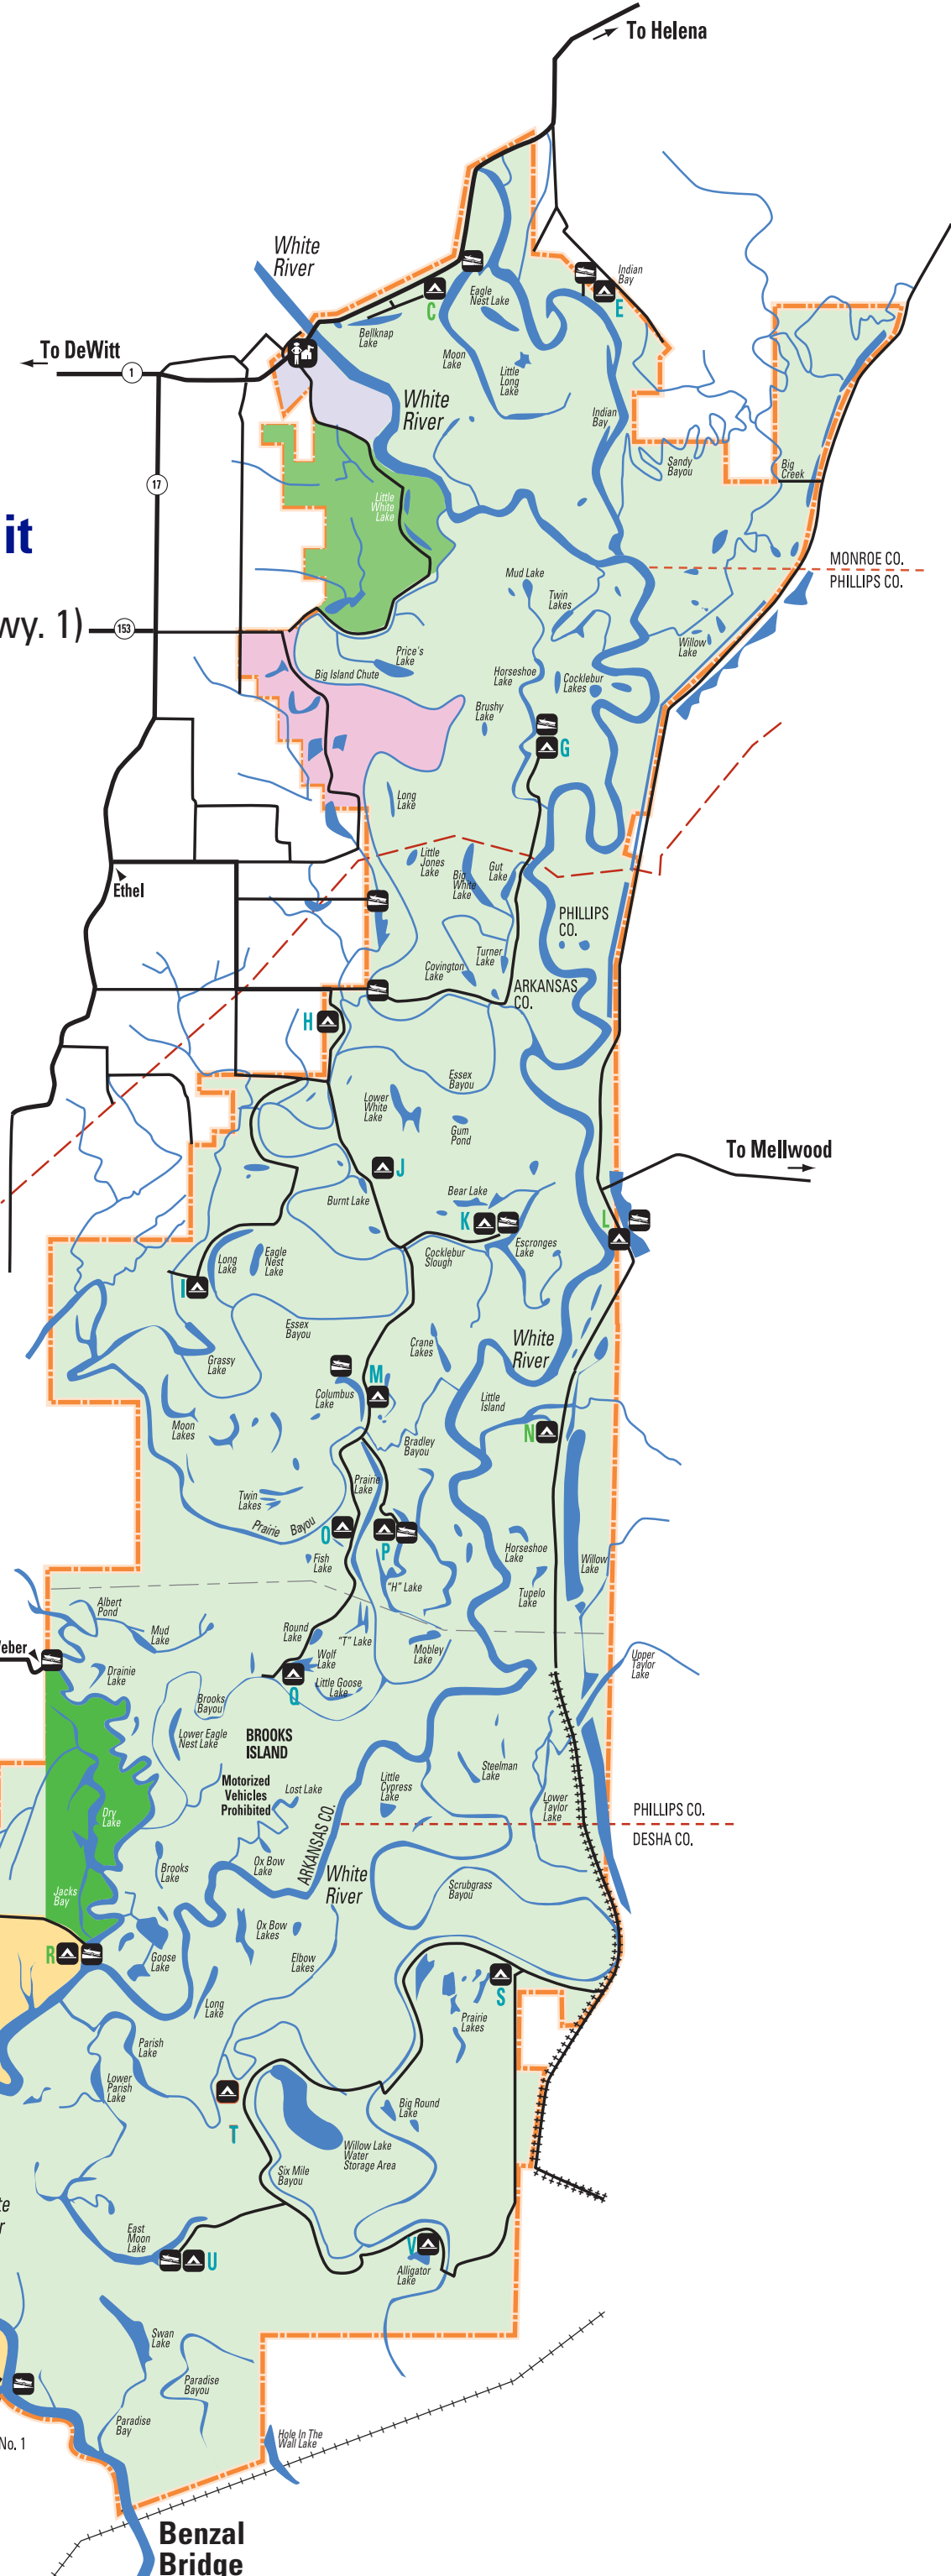 To Helena
White
River
Indian
Bay
E
Eagle
Nest Lake
C
Bellknap
Lake
To DeWitt
1
Moon
Lake
Little
Long
Lake
White
River
Indian
Bay
Sandy
Bayou
Big
Creek
17
Little
White
Lake
it
MONROE CO.
PHILLIPS CO.
Mud Lake
Twin
Lakes
wy. 1)
153
Willow
Lake
Price's
Lake
Big Island Chute
Horseshoe
Lake
Cocklebur
Lakes
Brushy
Lake
G
Long
Lake
Little
Jones
Lake
Big
White
Lake
Gut
Lake
Ethel
PHILLIPS
CO.
Turner
Lake
Covington
Lake
ARKANSAS
CO.
H
Essex
Bayou
Lower
White
Lake
Gum
Pond
To Mellwood
J
Burnt Lake
Bear Lake
K
L
Escronges
Lake
Cocklebur
Slough
Long
Lake
Eagle
Nest
Lake
I
Essex
Bayou
White
River
Crane
Lakes
Grassy
Lake
M
Columbus
Lake
Little
Island
Moon
Lakes
N
Bradley
Bayou
Prairie
Lake
Twin
Lakes
Prairie Bayou
O
P
Fish
Lake
Horseshoe
Lake
Willow
Lake
"H" Lake
Tupelo
Lake
Albert
Pond
Mud
Lake
Round
Lake
"T" Lake
Weber
Wolf
Lake
Mobley
Lake
Upper
Taylor
Lake
Drainie
Lake
Q
Little Goose
Lake
Brooks
Bayou
Lower Eagle
Nest Lake
BROOKS
ISLAND
Motorized
Vehicles
Prohibited
Lost Lake
Steelman
Lake
Little
Cypress
Lake
Lower
Taylor
Lake
Dry
Lake
PHILLIPS CO.
DESHA CO.
ARKANSAS CO.
Brooks
Lake
Ox Bow
Lake
White
River
Scrubgrass
Bayou
Jacks
Bay
Ox Bow
Lakes
R
Goose
Lake
Elbow
Lakes
S
Long
Lake
Prairie
Lakes
Parish
Lake
Lower
Parish
Lake
T
Big Round
Lake
Willow Lake
Water
Storage Area
Six Mile
Bayou
te
r
East
Moon
Lake
U
V
Alligator
Lake
Swan
Lake
Paradise
Bayou
Paradise
Bay
Hole In The
Wall Lake
No. 1
Benzal
Bridge